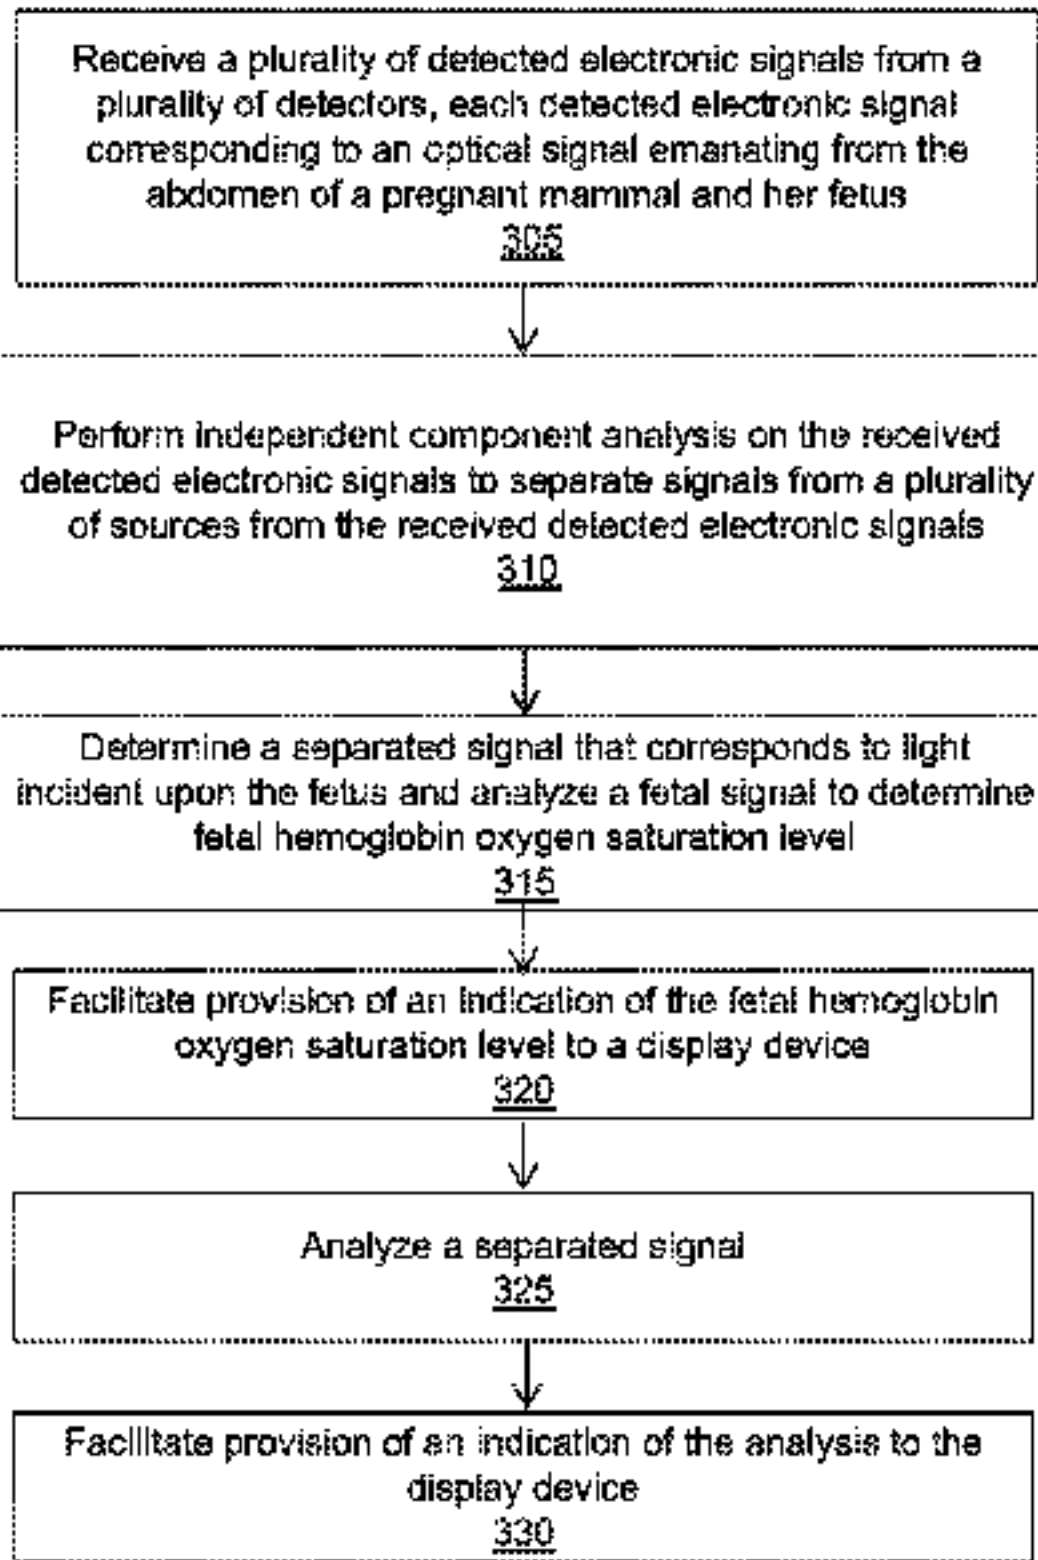 Receive a plurality of detected electronic signals from a
plurality of detectors, each detected electronic signal
corresponding to an optical signal emanating from the
abdomen of a pregnant mammal and her fetus
305
Perform independent component analysis on the received
detected electronic signals to separate signals from a plurality
of sources from the received detected electronic signals
310
Determine a separated signal that corresponds to light
incident upon the fetus and analyze a fetal signal to determine
fetal hemoglobin oxygen saturation level
315
Facilitate provision of an indication of the fetal hemoglobin
oxygen saturation level to a display device
320
Analyze a separated signal
325
Facilitate provision of an indication of the analysis to the
display device
330